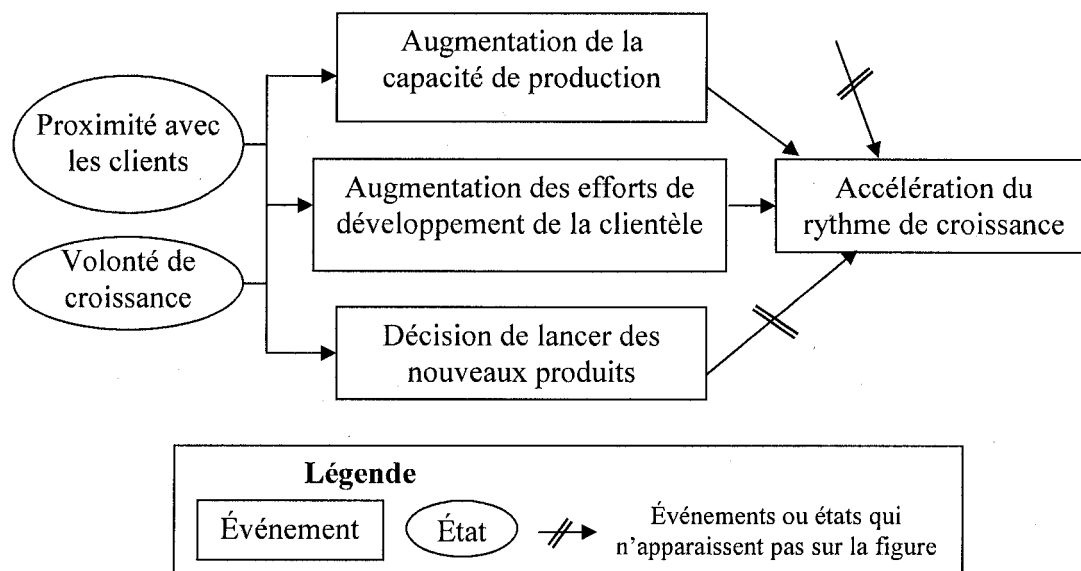 Proximité avec
les clients
Volonté de
croissance
Augmentation de la
capacité de production
Augmentation des efforts de
développement de la clientèle
Décision de lancer des
nouveaux produits
Accélération du
rythme de croissance
Légende
Événement
État
Événements ou états qui
n'apparaissent pas sur la figure